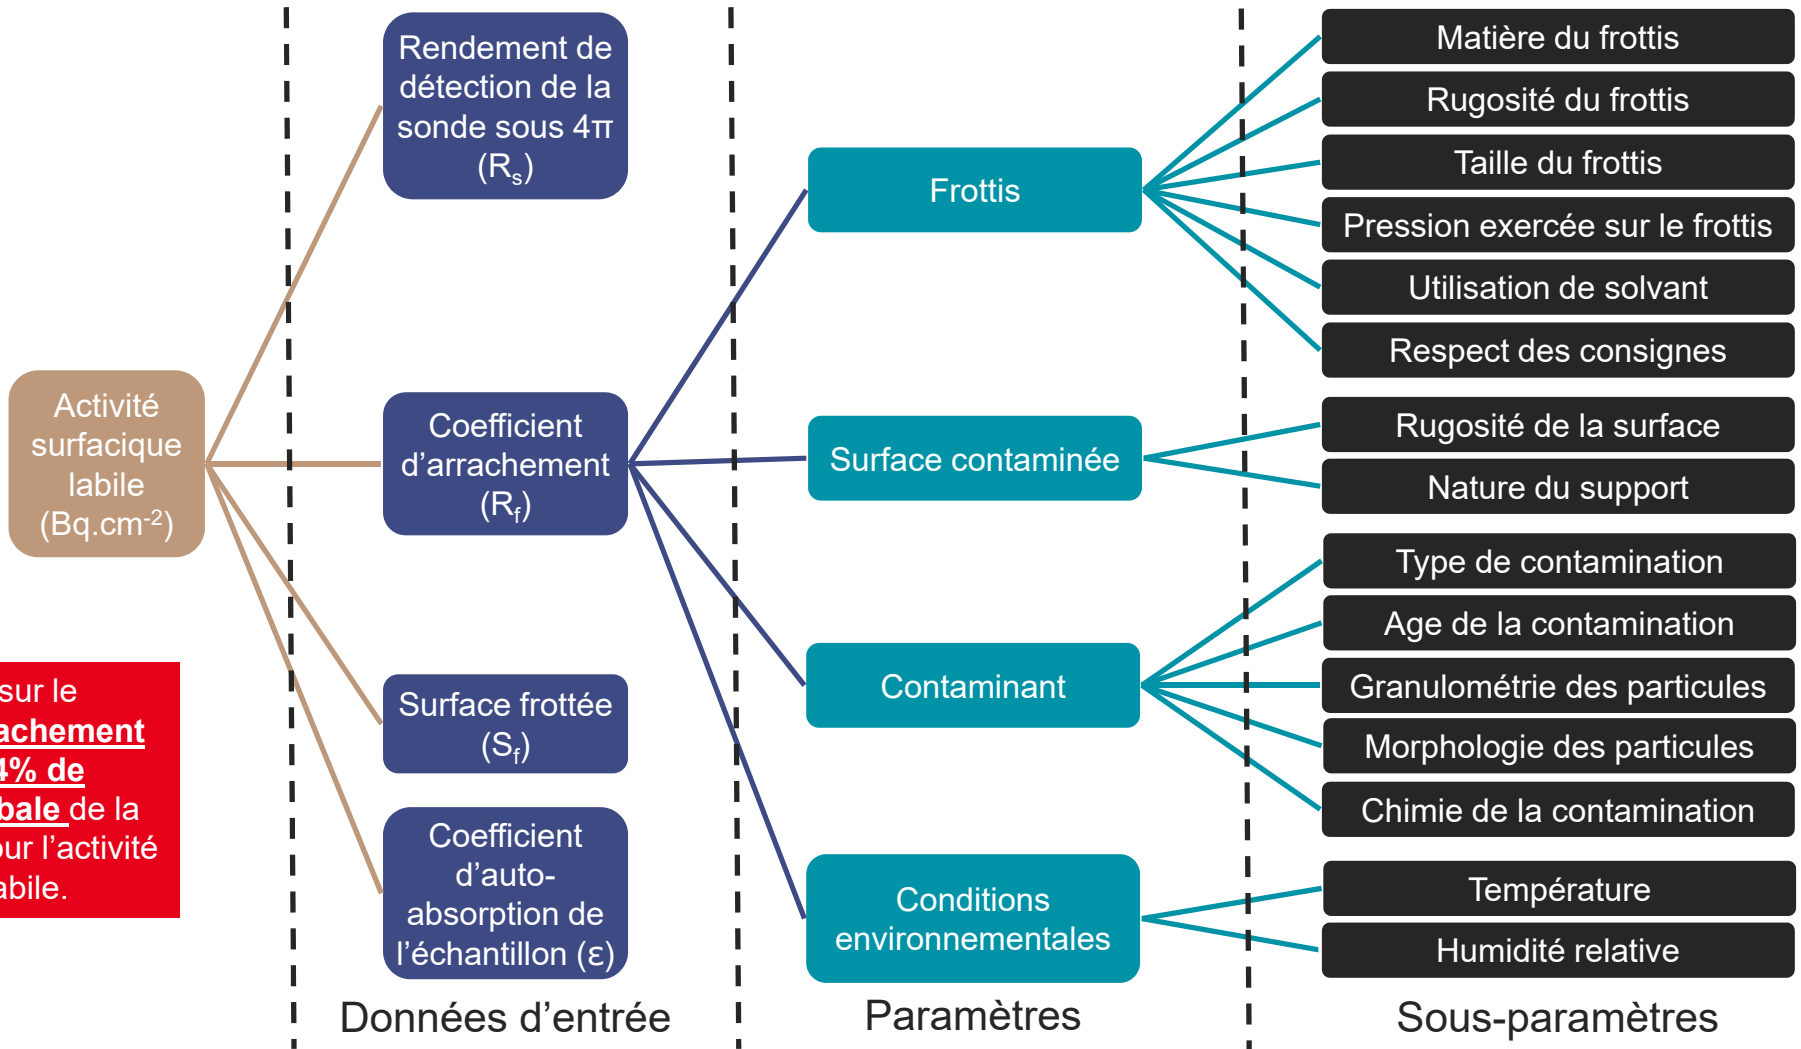 Activité
surfacique
labile
(Bq.cm-2)
sur le
achement
4% de
bale de la
our l’activité
abile.
Rendement de
détection de la
sonde sous 4π
(Rs)
Coefficient
d’arrachement
(Rf)
Surface frottée
(Sf)
Coefficient
d’auto-
absorption de
l’échantillon (ε)
Données d’entrée
Frottis
Surface contaminée
Contaminant
Conditions
environnementales
Paramètres
Matière du frottis
Rugosité du frottis
Taille du frottis
Pression exercée sur le frottis
Utilisation de solvant
Respect des consignes
Rugosité de la surface
Nature du support
Type de contamination
Age de la contamination
Granulométrie des particules
Morphologie des particules
Chimie de la contamination
Température
Humidité relative
Sous-paramètres